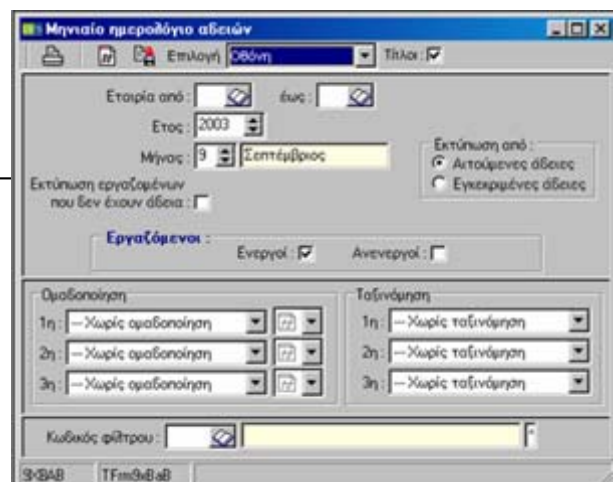 Μηνιαίο ημερολόγιο αδειών
Επιλογή Οθόνη Τίτλοι :
Εταιρία από : έως :
Ετος : 2003
Μήνας : 9 Σεπτέμβριος
Εκτύπωση από :
Αιτούμενες άδειες
Εγκεκριμένες άδειες
Εκτύπωση εργαζομένων
που δεν έχουν άδεια :
Εργαζόμενοι :
Ενεργοί : Ανενεργοί :
Ομαδοποίηση Ταξινόμηση
1η : -- Χωρίς ομαδοποίηση 1η : -- Χωρίς ταξινόμηση
2η : -- Χωρίς ομαδοποίηση 2η : -- Χωρίς ταξινόμηση
3η : -- Χωρίς ομαδοποίηση 3η : -- Χωρίς ταξινόμηση
Κωδικός φίλτρου :